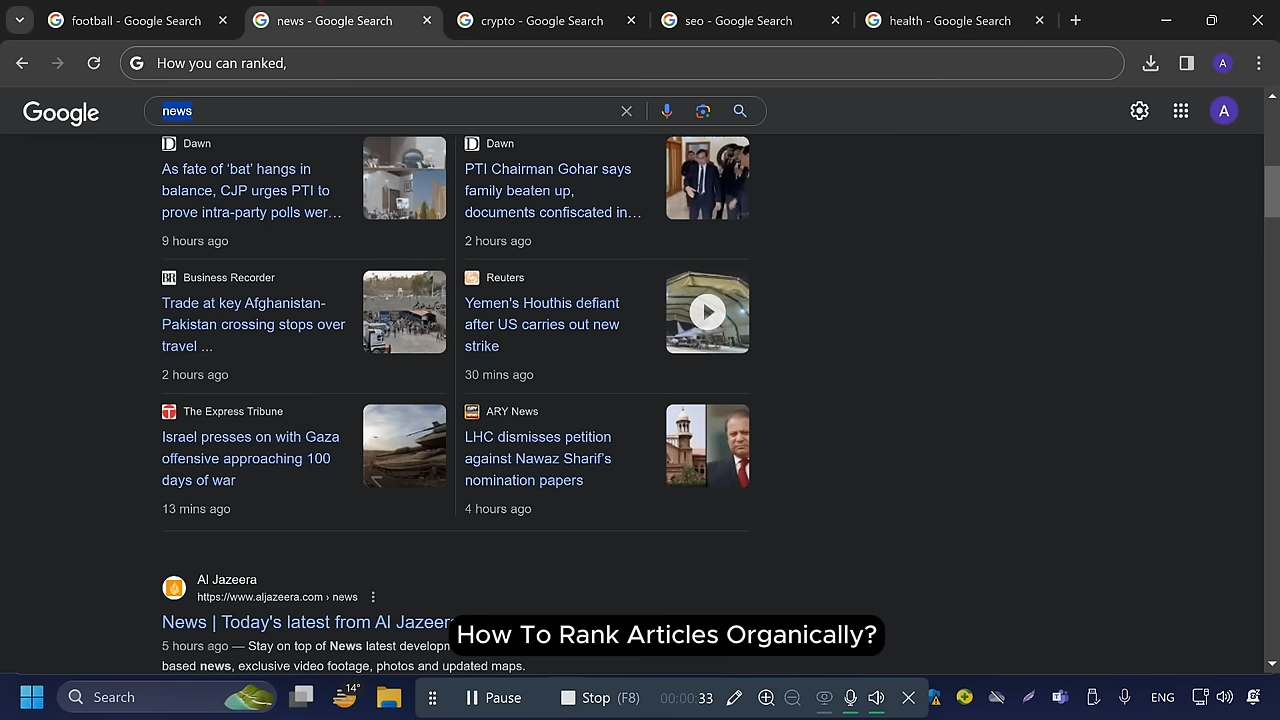 football - Google Search
news - Google Search
crypto - Google Search
seo - Google Search
health - Google Search
How you can ranked,
A
Google
news
A
Dawn
As fate of ‘bat’ hangs in
balance, CJP urges PTI to
prove intra-party polls wer…
9 hours ago
Dawn
PTI Chairman Gohar says
family beaten up,
documents confiscated in…
2 hours ago
BR Business Recorder
Trade at key Afghanistan-
Pakistan crossing stops over
travel ...
2 hours ago
Reuters
Yemen's Houthis defiant
after US carries out new
strike
30 mins ago
The Express Tribune
Israel presses on with Gaza
offensive approaching 100
days of war
13 mins ago
ARY News
LHC dismisses petition
against Nawaz Sharif’s
nomination papers
4 hours ago
Al Jazeera
https://www.aljazeera.com › news
News | Today's latest from Al Jazeer
5 hours ago — Stay on top of News latest developm
based news, exclusive video footage, photos and updated maps.
How To Rank Articles Organically?
Search
14°
Pause
Stop (F8)
00:00:33
ENG